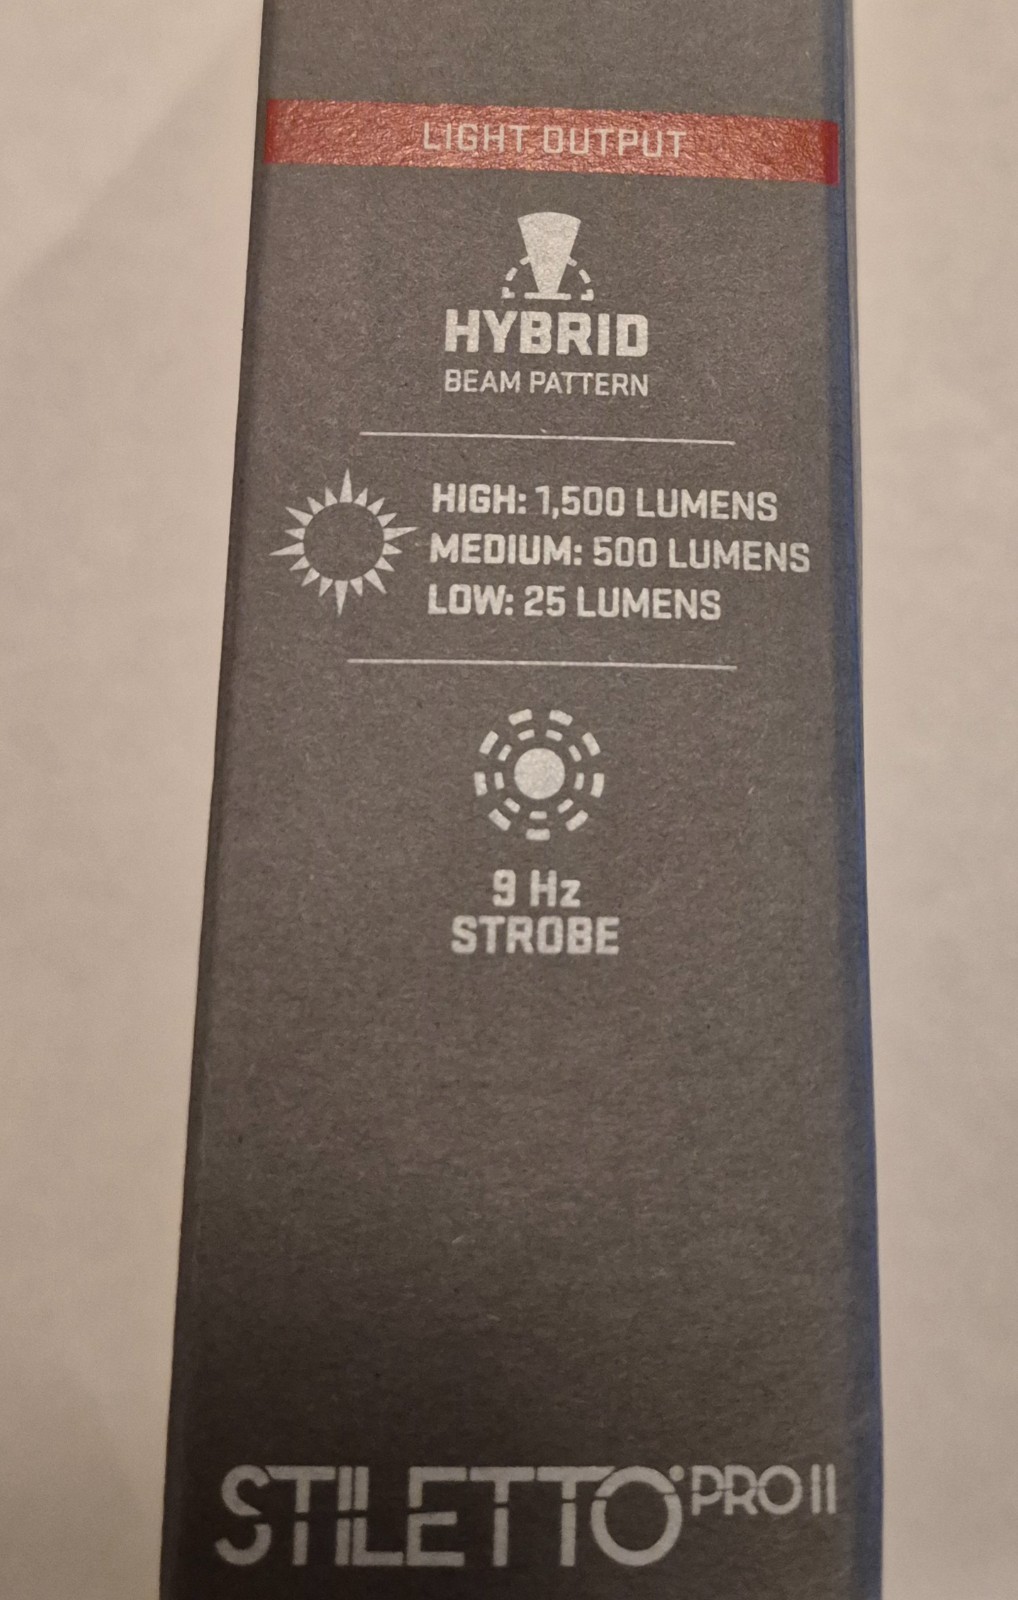 LIGHT OUTPUT
HYBRID
BEAM PATTERN
HIGH: 1,500 LUMENS
MEDIUM: 500 LUMENS
LOW: 25 LUMENS
9 Hz
STROBE
STILETTO PRO II